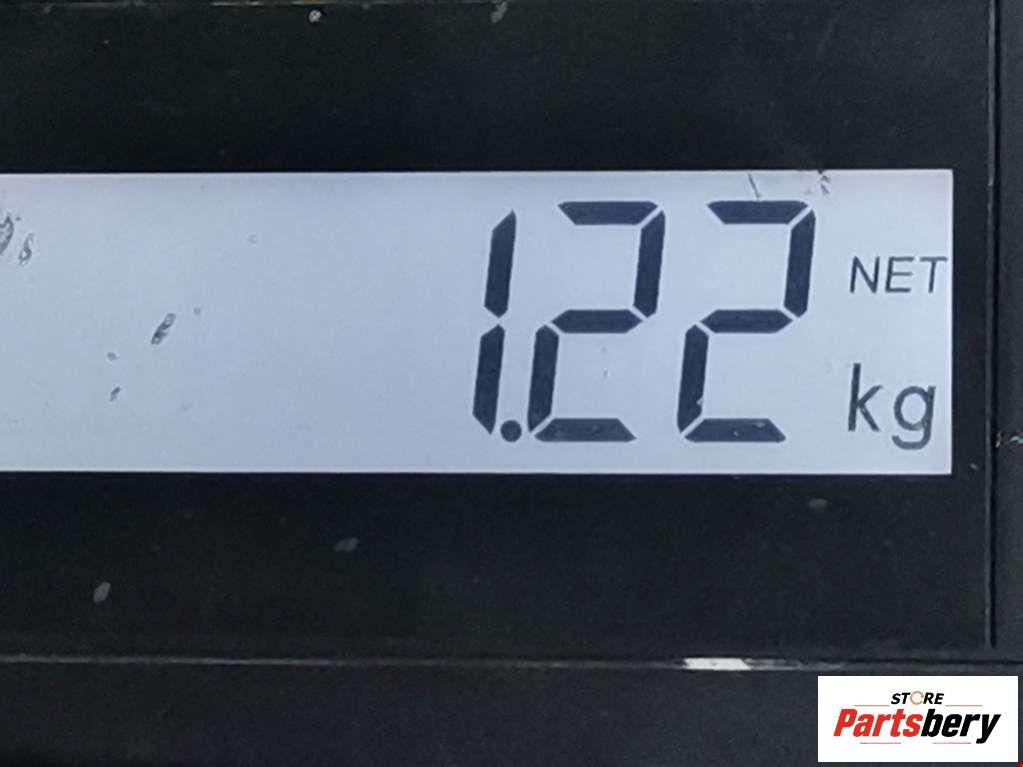 1.22
NET
kg
STORE
Partsbery